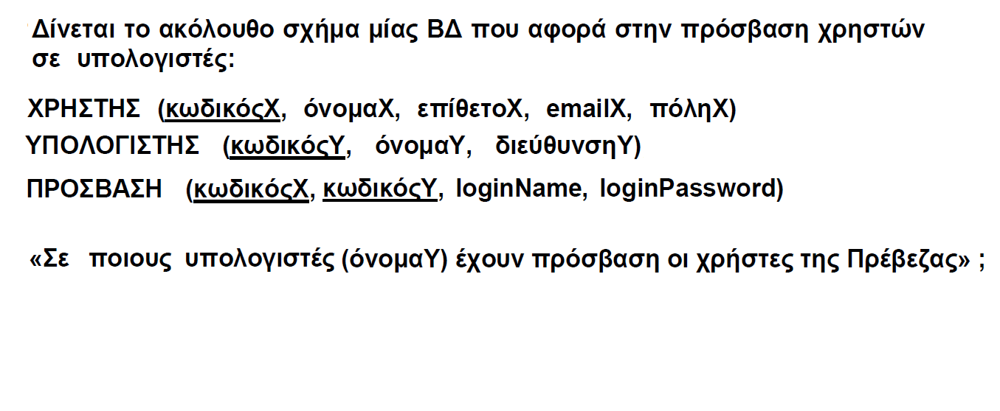 Δίνεται το ακόλουθο σχήμα μίας ΒΔ που αφορά στην πρόσβαση χρηστών
σε υπολογιστές:
ΧΡΗΣΤΗΣ (κωδικόςΧ, όνομαΧ, επίθετοΧ, emailX, πόληΧ)
ΥΠΟΛΟΓΙΣΤΗΣ (κωδικόςΥ, όνομαΥ, διεύθυνσηΥ)
ΠΡΟΣΒΑΣΗ (κωδικόςΧ, κωδικόςΥ, loginName, loginPassword)
«Σε ποιους υπολογιστές (όνομαΥ) έχουν πρόσβαση οι χρήστες της Πρέβεζας» ;